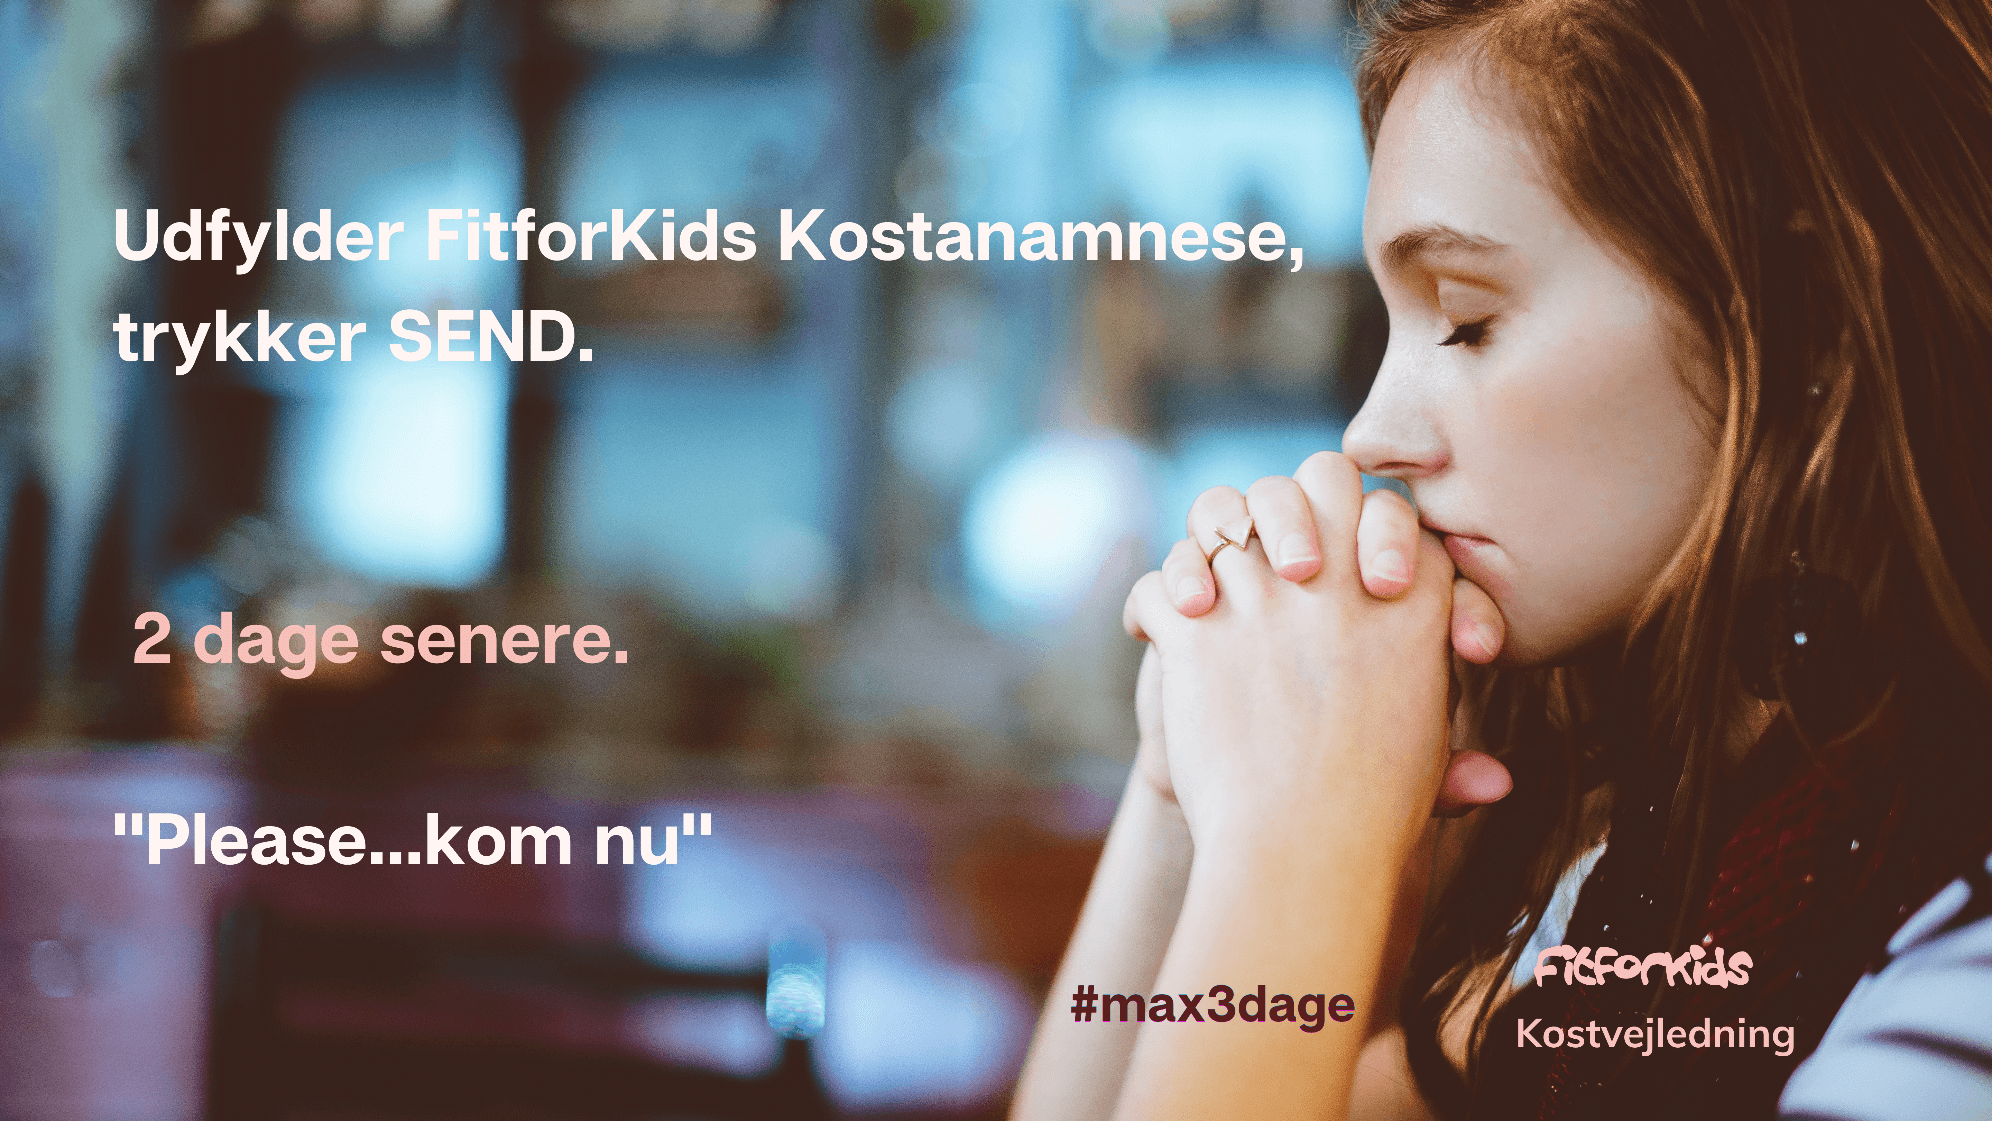 Udfylder FitforKids Kostanamnese,
trykker SEND.
2 dage senere.
"Please...kom nu"
#max3dage
FitforKids
Kostvejledning